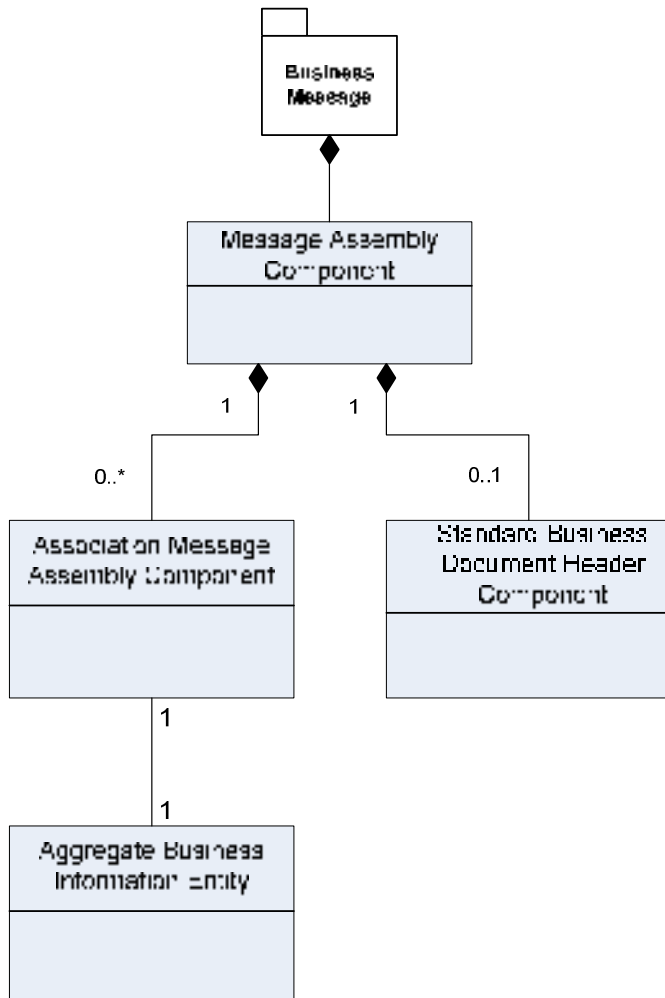 Business
Message
Message Assembly
Component
1
1
0..*
0..1
Association Message
Assembly Component
Standard Business
Document Header
Component
1
1
Aggregate Business
Information Entity